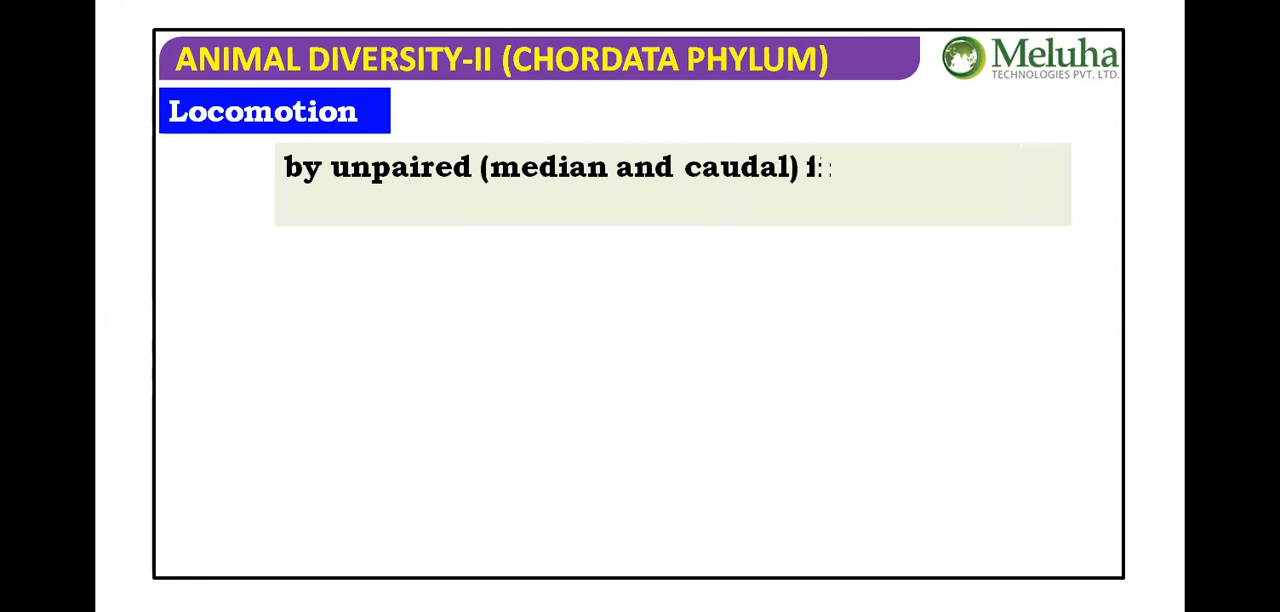 ANIMAL DIVERSITY-II (CHORDATA PHYLUM)
Meluha
TECHNOLOGIES PVT. LTD.
Locomotion
by unpaired (median and caudal)